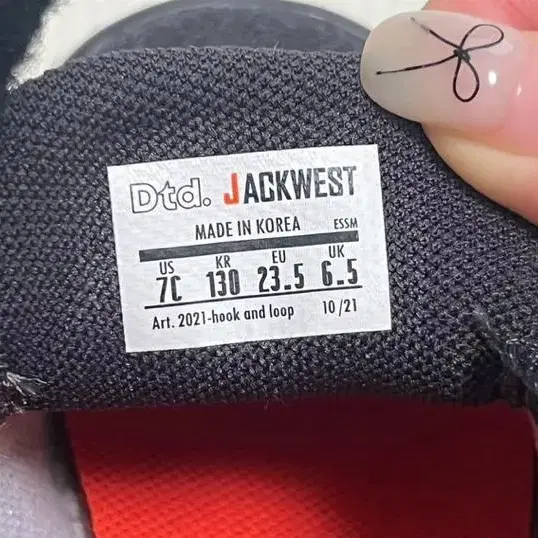 Dtd. JACKWEST
MADE IN KOREA ESSM
US KR EU UK
7C 130 23.5 6.5
Art. 2021-hook and loop 10/21